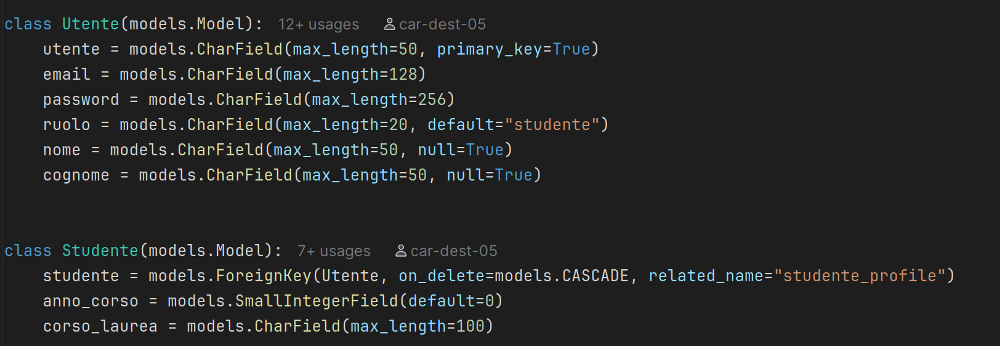 class Utente(models.Model): 12+ usages car-dest-05
    utente = models.CharField(max_length=50, primary_key=True)
    email = models.CharField(max_length=128)
    password = models.CharField(max_length=256)
    ruolo = models.CharField(max_length=20, default="studente")
    nome = models.CharField(max_length=50, null=True)
    cognome = models.CharField(max_length=50, null=True)
class Studente(models.Model): 7+ usages car-dest-05
    studente = models.ForeignKey(Utente, on_delete=models.CASCADE, related_name="studente_profile")
    anno_corso = models.SmallIntegerField(default=0)
    corso_laurea = models.CharField(max_length=100)